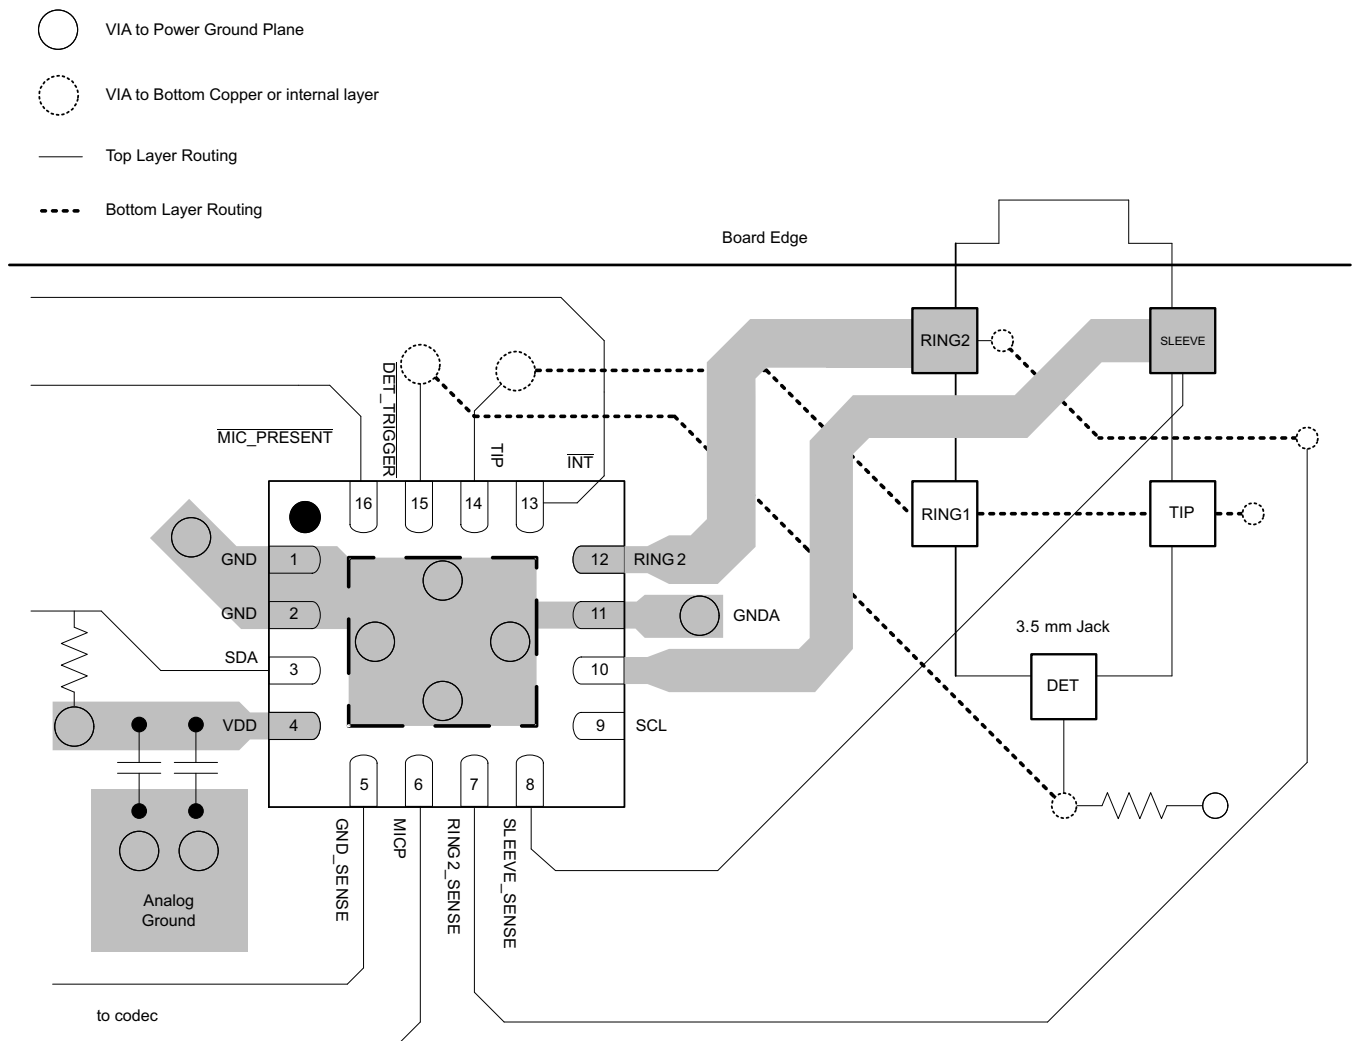 VIA to Power Ground Plane
VIA to Bottom Copper or internal layer
Top Layer Routing
Bottom Layer Routing
Board Edge
RING2
SLEEVE
DET_TRIGGER
MIC_PRESENT
TIP
INT
16
15
14
13
RING1
TIP
GND
1
12
RING2
GND
2
11
GNDA
3.5 mm Jack
SDA
3
10
DET
VDD
4
9
SCL
5
6
7
8
GND_SENSE
MICP
RING2_SENSE
SLEEVE_SENSE
Analog
Ground
to codec